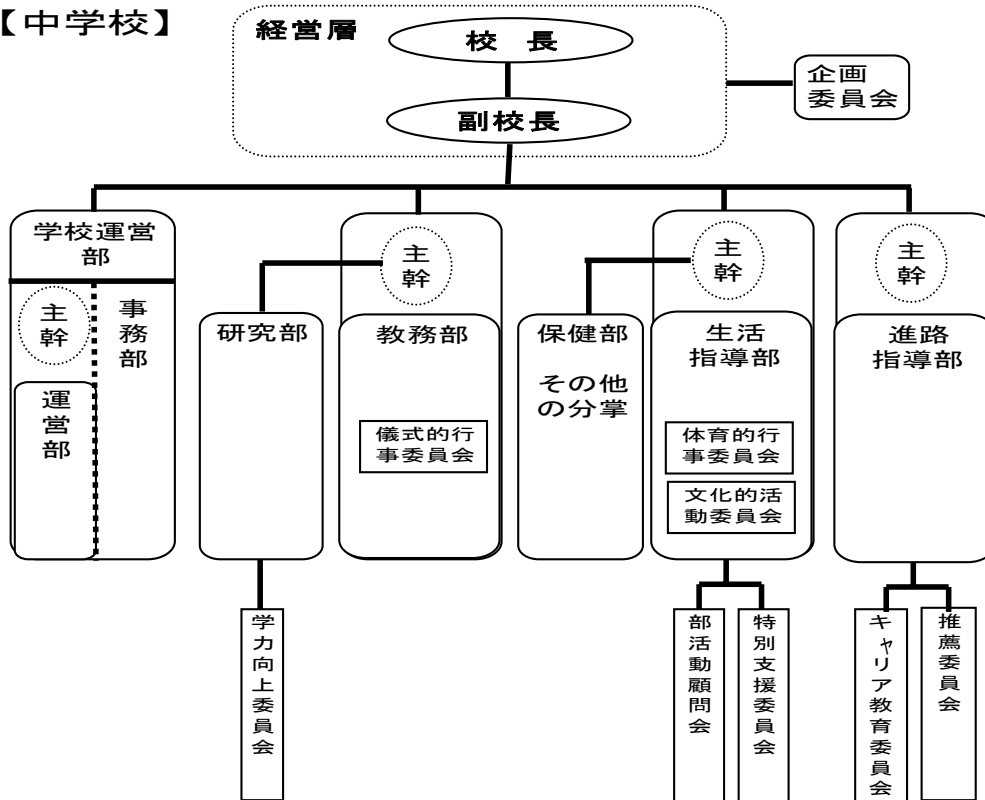 【中学校】
経営層
校 長
副校長
企画
委員会
学校運営
部
主
幹
事
務
部
運
営
部
主
幹
研究部
教務部
儀式的行
事委員会
主
幹
保健部
その他
の分掌
生活
指導部
体育的行
事委員会
文化的活
動委員会
主
幹
進路
指導部
学力向上委員会
部活動顧問会
特別支援委員会
キャリア教育委員会
推薦委員会